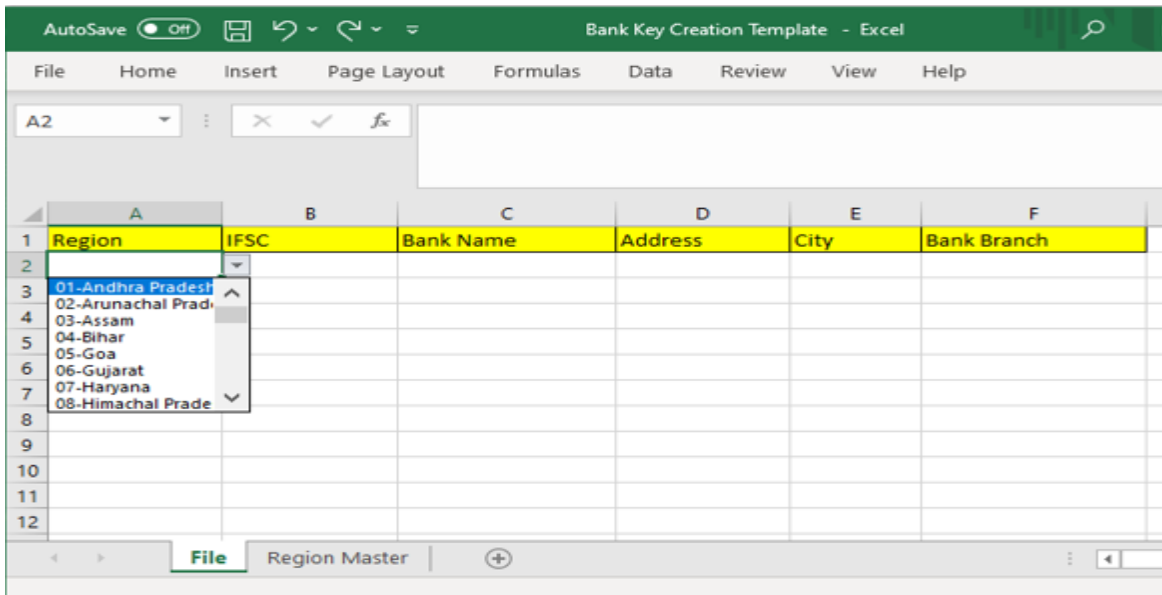 AutoSave Off Bank Key Creation Template - Excel
File Home Insert Page Layout Formulas Data Review View Help
A2 fx
A B C D E F
1 Region IFSC Bank Name Address City Bank Branch
2
3 01-Andhra Pradesh
02-Arunachal Prade
4 03-Assam
5 04-Bihar
05-Goa
6 06-Gujarat
7 07-Haryana
08-Himachal Prade
8
9
10
11
12
File Region Master